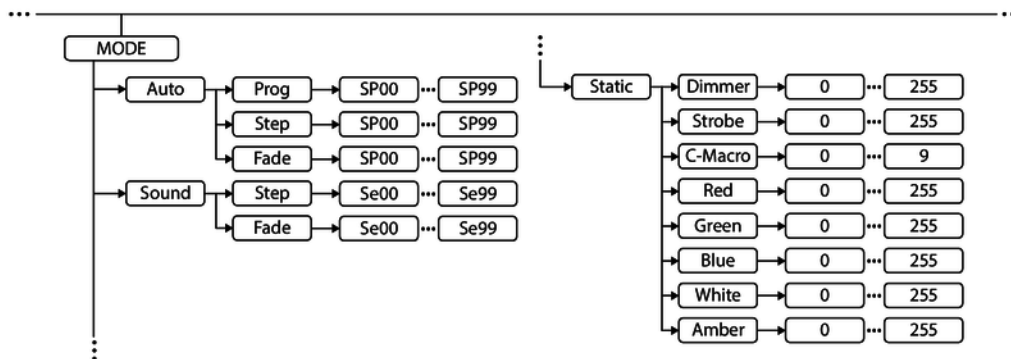 MODE
Auto Prog SP00 ••• SP99
Step SP00 ••• SP99
Fade SP00 ••• SP99
Sound Step Se00 ••• Se99
Fade Se00 ••• Se99
Static Dimmer 0 ••• 255
Strobe 0 ••• 255
C-Macro 0 ••• 9
Red 0 ••• 255
Green 0 ••• 255
Blue 0 ••• 255
White 0 ••• 255
Amber 0 ••• 255